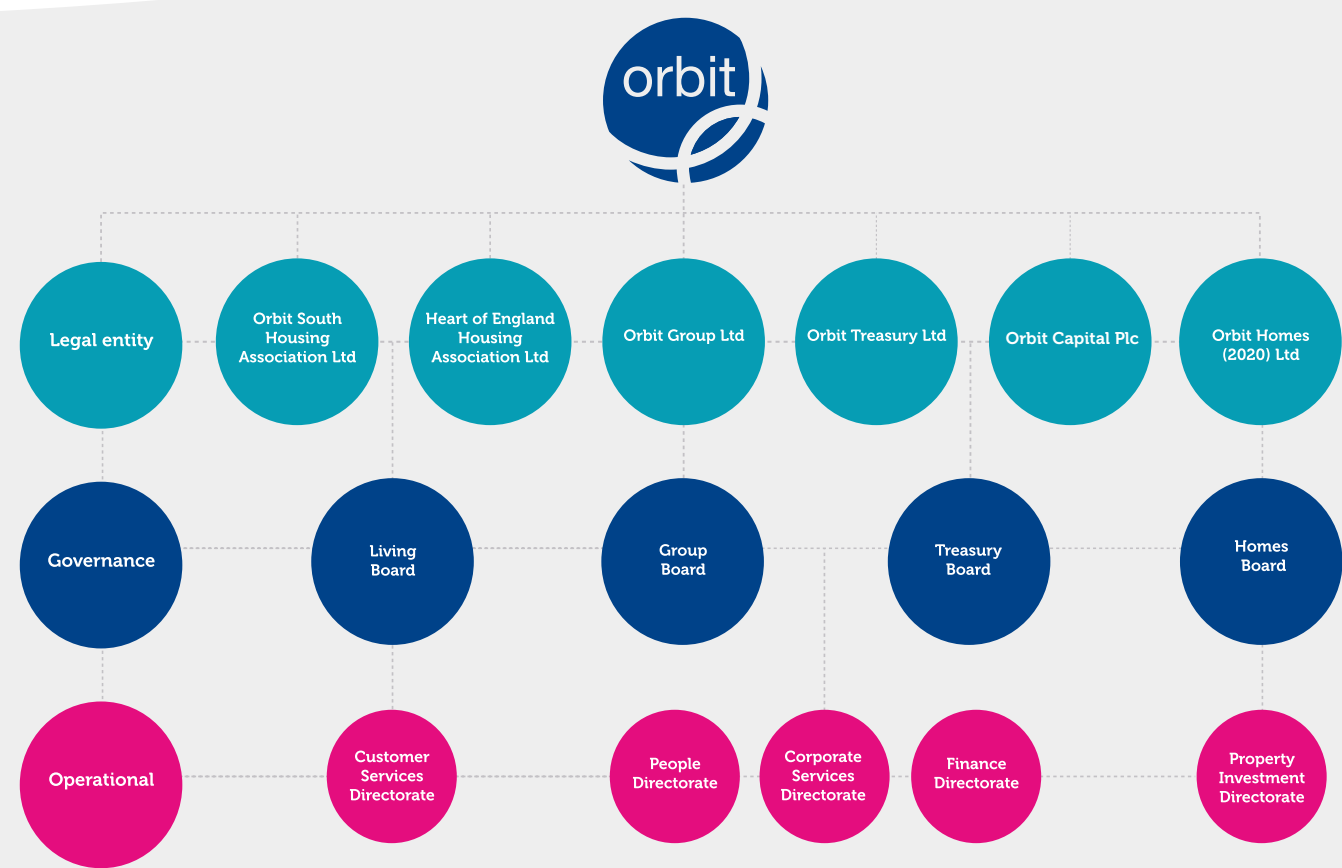 orbit
Legal entity
Orbit South
Housing
Association Ltd
Heart of England
Housing
Association Ltd
Orbit Group Ltd
Orbit Treasury Ltd
Orbit Capital Plc
Orbit Homes
(2020) Ltd
Governance
Living
Board
Group
Board
Treasury
Board
Homes
Board
Operational
Customer
Services
Directorate
People
Directorate
Corporate
Services
Directorate
Finance
Directorate
Property
Investment
Directorate